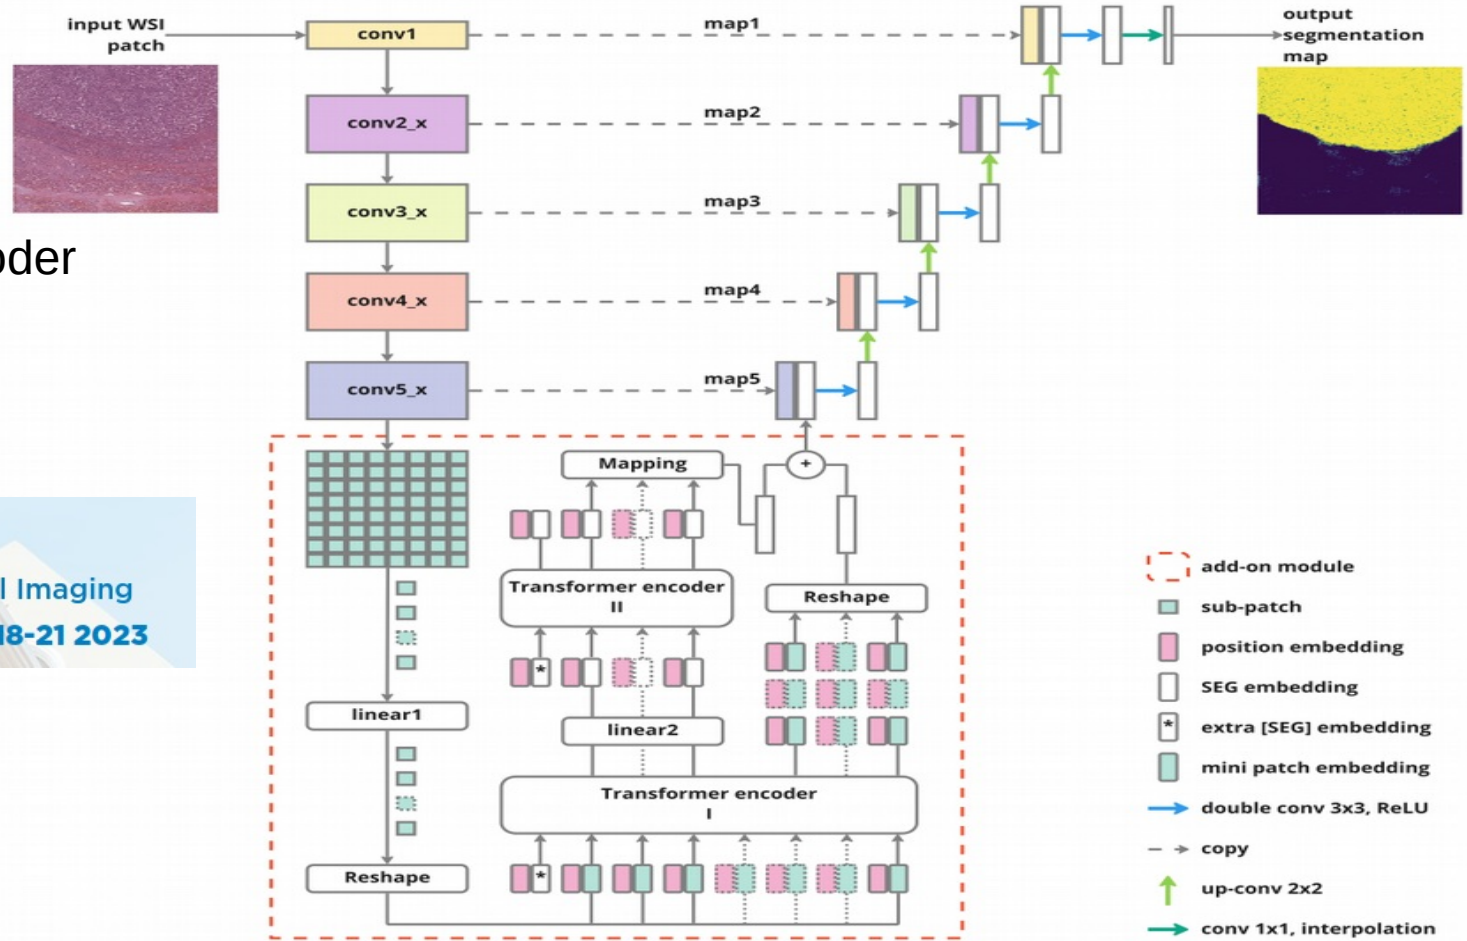 input WSI
patch
conv1
map1
output
segmentation
map
conv2_x
map2
conv3_x
map3
oder
conv4_x
map4
conv5_x
map5
Mapping
+
l Imaging
18-21 2023
Transformer encoder
II
Reshape
*
linear1
linear2
Transformer encoder
I
Reshape
*
add-on module
sub-patch
position embedding
SEG embedding
* extra [SEG] embedding
mini patch embedding
double conv 3x3, ReLU
copy
up-conv 2x2
conv 1x1, interpolation